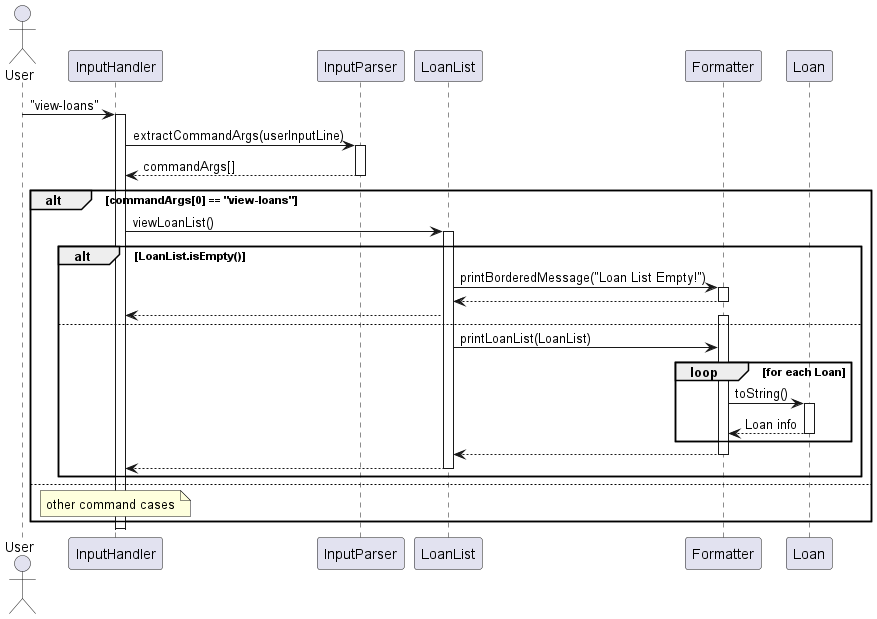 User
InputHandler
InputParser
LoanList
Formatter
Loan
"view-loans"
extractCommandArgs(userInputLine)
commandArgs[]
alt
[commandArgs[0] == "view-loans"]
viewLoanList()
alt
[LoanList.isEmpty()]
printBorderedMessage("Loan List Empty!")
printLoanList(LoanList)
loop
[for each Loan]
toString()
Loan info
other command cases
User
InputHandler
InputParser
LoanList
Formatter
Loan